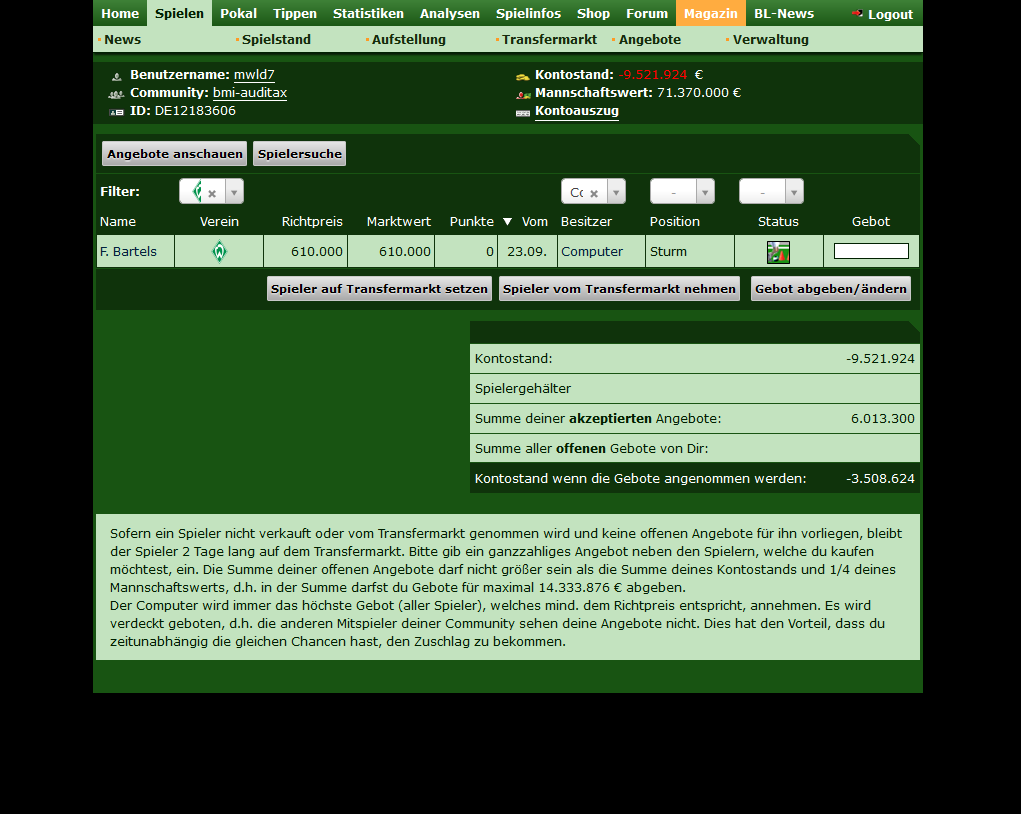 Home Spielen Pokal Tippen Statistiken Analysen Spielinfos Shop Forum Magazin BL-News Logout
News Spielstand Aufstellung Transfermarkt Angebote Verwaltung
Benutzername: mwld7 Kontostand: -9.521.924 €
Community: bmi-auditax Mannschaftswert: 71.370.000 €
ID: DE12183606 Kontoauszug
Angebote anschauen Spielersuche
Filter: Co - -
Name Verein Richtpreis Marktwert Punkte Vom Besitzer Position Status Gebot
F. Bartels W 610.000 610.000 0 23.09. Computer Sturm
Spieler auf Transfermarkt setzen Spieler vom Transfermarkt nehmen Gebot abgeben/ändern
Kontostand: -9.521.924
Spielergehälter
Summe deiner akzeptierten Angebote: 6.013.300
Summe aller offenen Gebote von Dir:
Kontostand wenn die Gebote angenommen werden: -3.508.624
Sofern ein Spieler nicht verkauft oder vom Transfermarkt genommen wird und keine offenen Angebote für ihn vorliegen, bleibt
der Spieler 2 Tage lang auf dem Transfermarkt. Bitte gib ein ganzzahliges Angebot neben den Spielern, welche du kaufen
möchtest, ein. Die Summe deiner offenen Angebote darf nicht größer sein als die Summe deines Kontostands und 1/4 deines
Mannschaftswerts, d.h. in der Summe darfst du Gebote für maximal 14.333.876 € abgeben.
Der Computer wird immer das höchste Gebot (aller Spieler), welches mind. dem Richtpreis entspricht, annehmen. Es wird
verdeckt geboten, d.h. die anderen Mitspieler deiner Community sehen deine Angebote nicht. Dies hat den Vorteil, dass du
zeitunabhängig die gleichen Chancen hast, den Zuschlag zu bekommen.